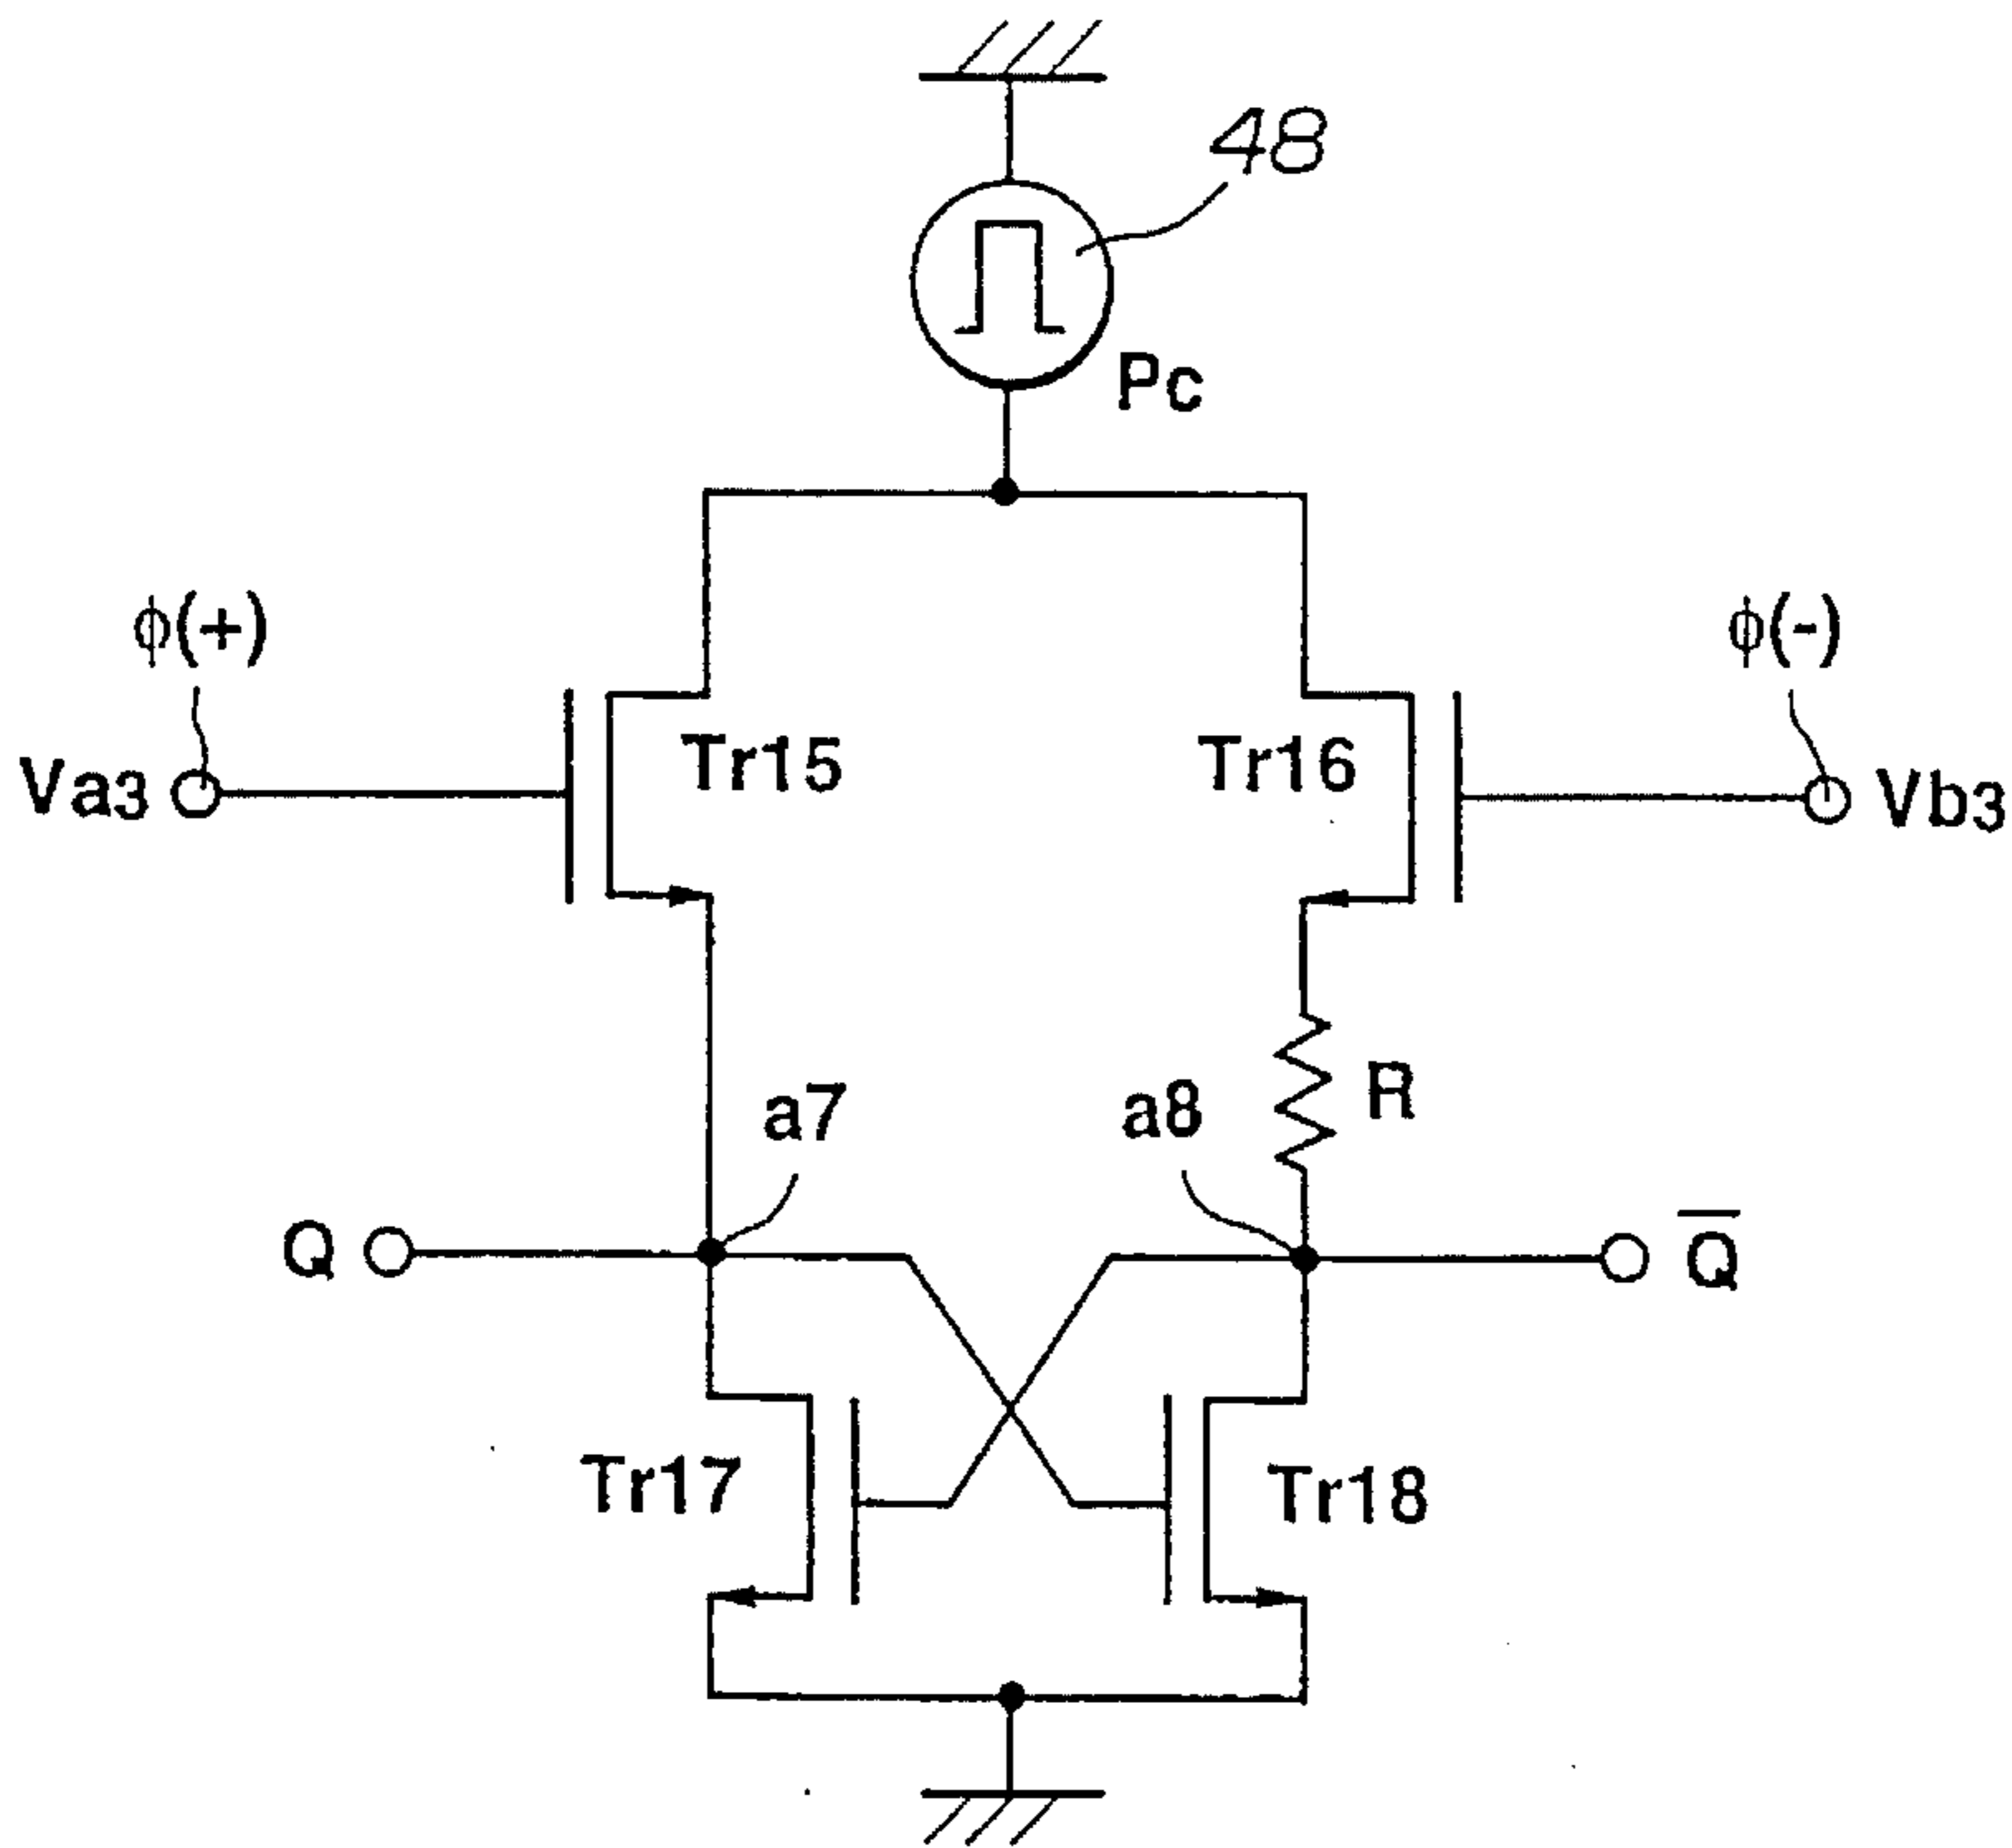 48
Pc
ϕ(+)
ϕ(-)
Va3
Tr15
Tr16
Vb3
R
a7
a8
Q
Q̅
Tr17
Tr18